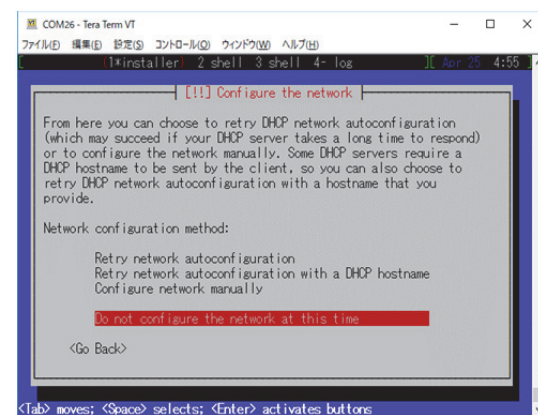 COM26 - Tera Term VT
ファイル(F) 編集(E) 設定(S) コントロール(O) ウィンドウ(W) ヘルプ(H)
[ (1*installer) 2 shell 3 shell 4- log ][ Apr 25 4:55 ]
[!!] Configure the network
From here you can choose to retry DHCP network autoconfiguration
(which may succeed if your DHCP server takes a long time to respond)
or to configure the network manually. Some DHCP servers require a
DHCP hostname to be sent by the client, so you can also choose to
retry DHCP network autoconfiguration with a hostname that you
provide.
Network configuration method:
Retry network autoconfiguration
Retry network autoconfiguration with a DHCP hostname
Configure network manually
Do not configure the network at this time
<Go Back>
<Tab> moves; <Space> selects; <Enter> activates buttons